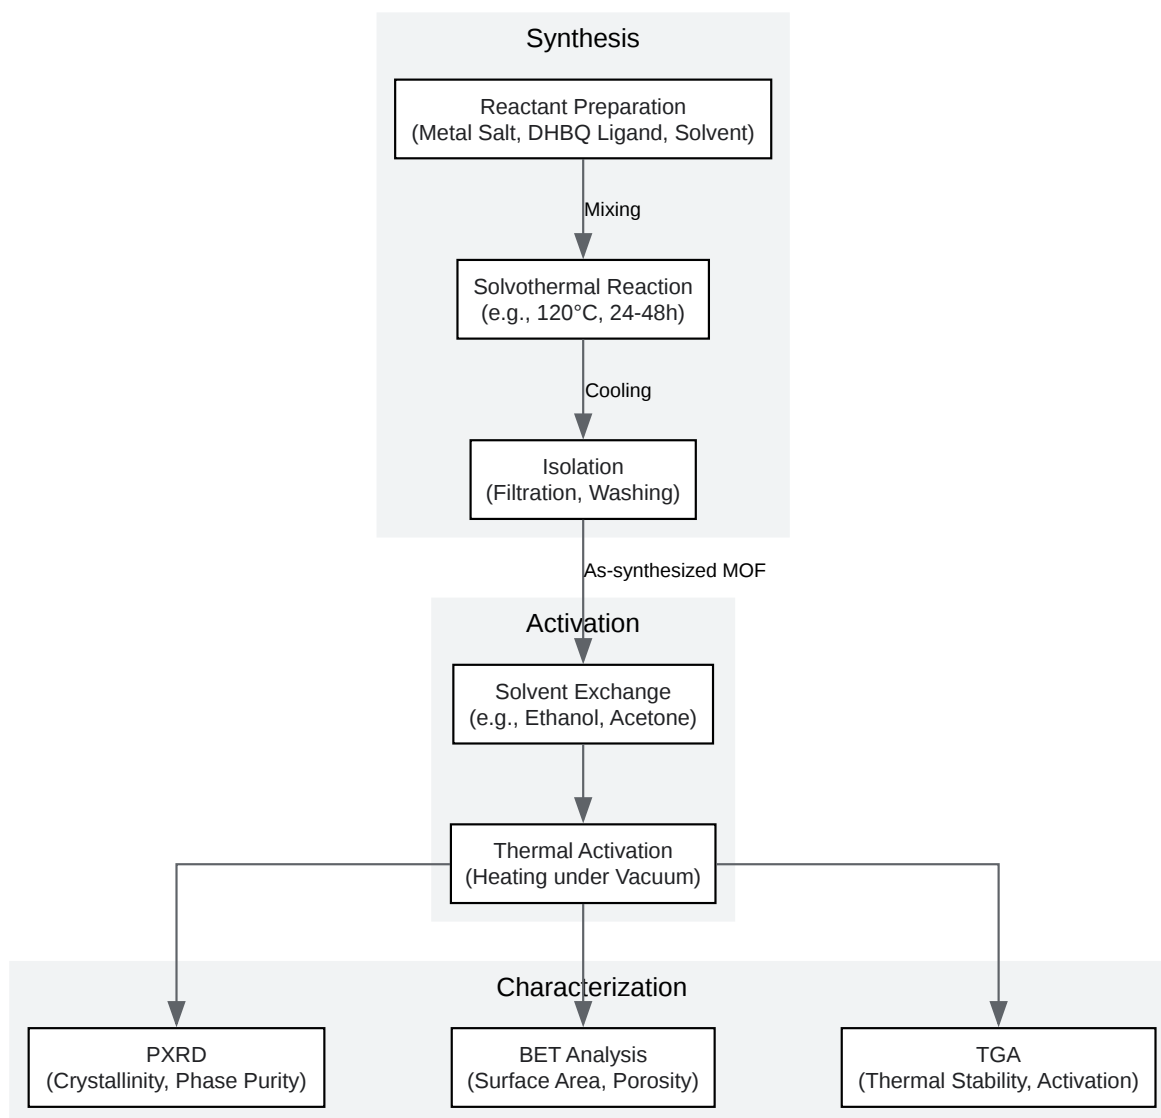 Synthesis
Reactant Preparation
(Metal Salt, DHBQ Ligand, Solvent)
Mixing
Solvothermal Reaction
(e.g., 120°C, 24-48h)
Cooling
Isolation
(Filtration, Washing)
As-synthesized MOF
Activation
Solvent Exchange
(e.g., Ethanol, Acetone)
Thermal Activation
(Heating under Vacuum)
Characterization
PXRD
(Crystallinity, Phase Purity)
BET Analysis
(Surface Area, Porosity)
TGA
(Thermal Stability, Activation)